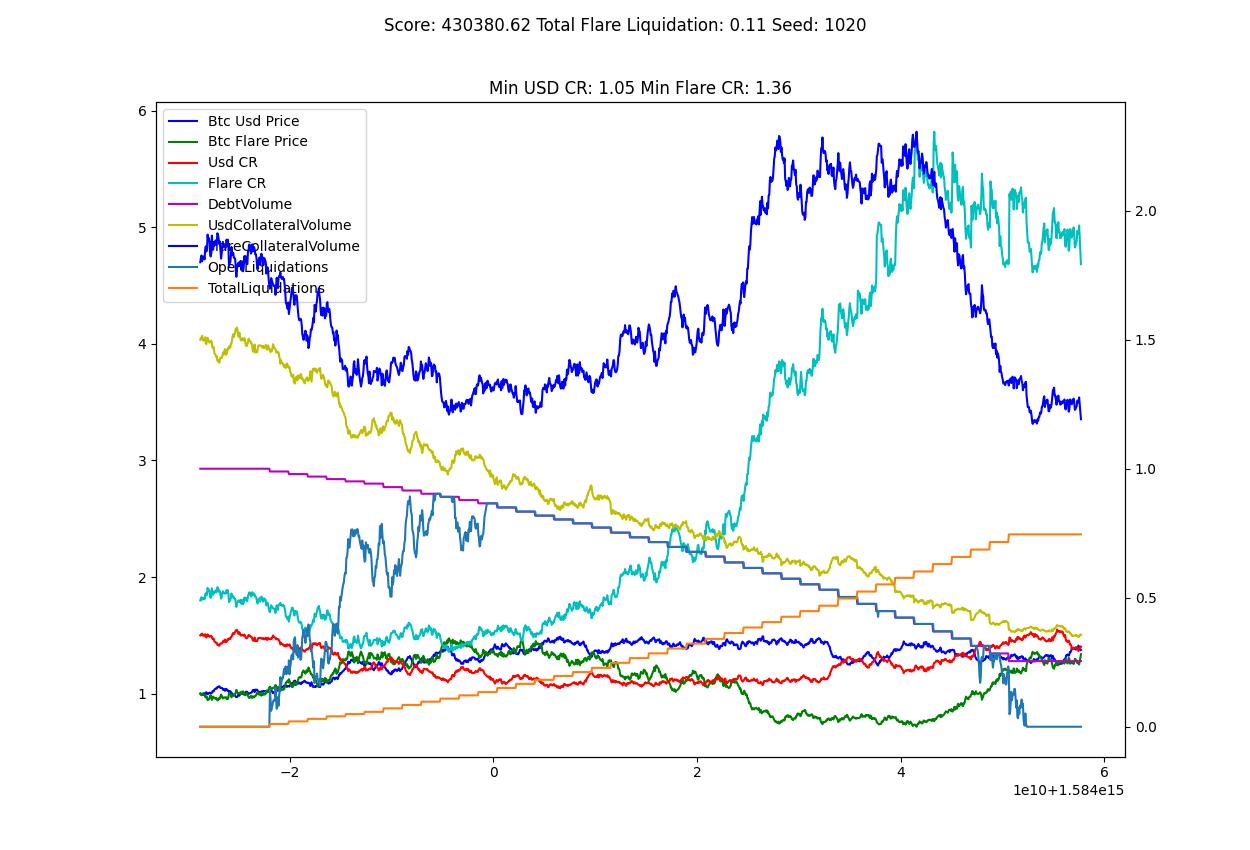 Score: 430380.62 Total Flare Liquidation: 0.11 Seed: 1020
Min USD CR: 1.05 Min Flare CR: 1.36
Btc Usd Price
Btc Flare Price
Usd CR
Flare CR
DebtVolume
UsdCollateralVolume
FlareCollateralVolume
OpenLiquidations
TotalLiquidations
6
5
4
3
2
1
2.0
1.5
1.0
0.5
0.0
−2
0
2
4
6
1e10+1.584e15